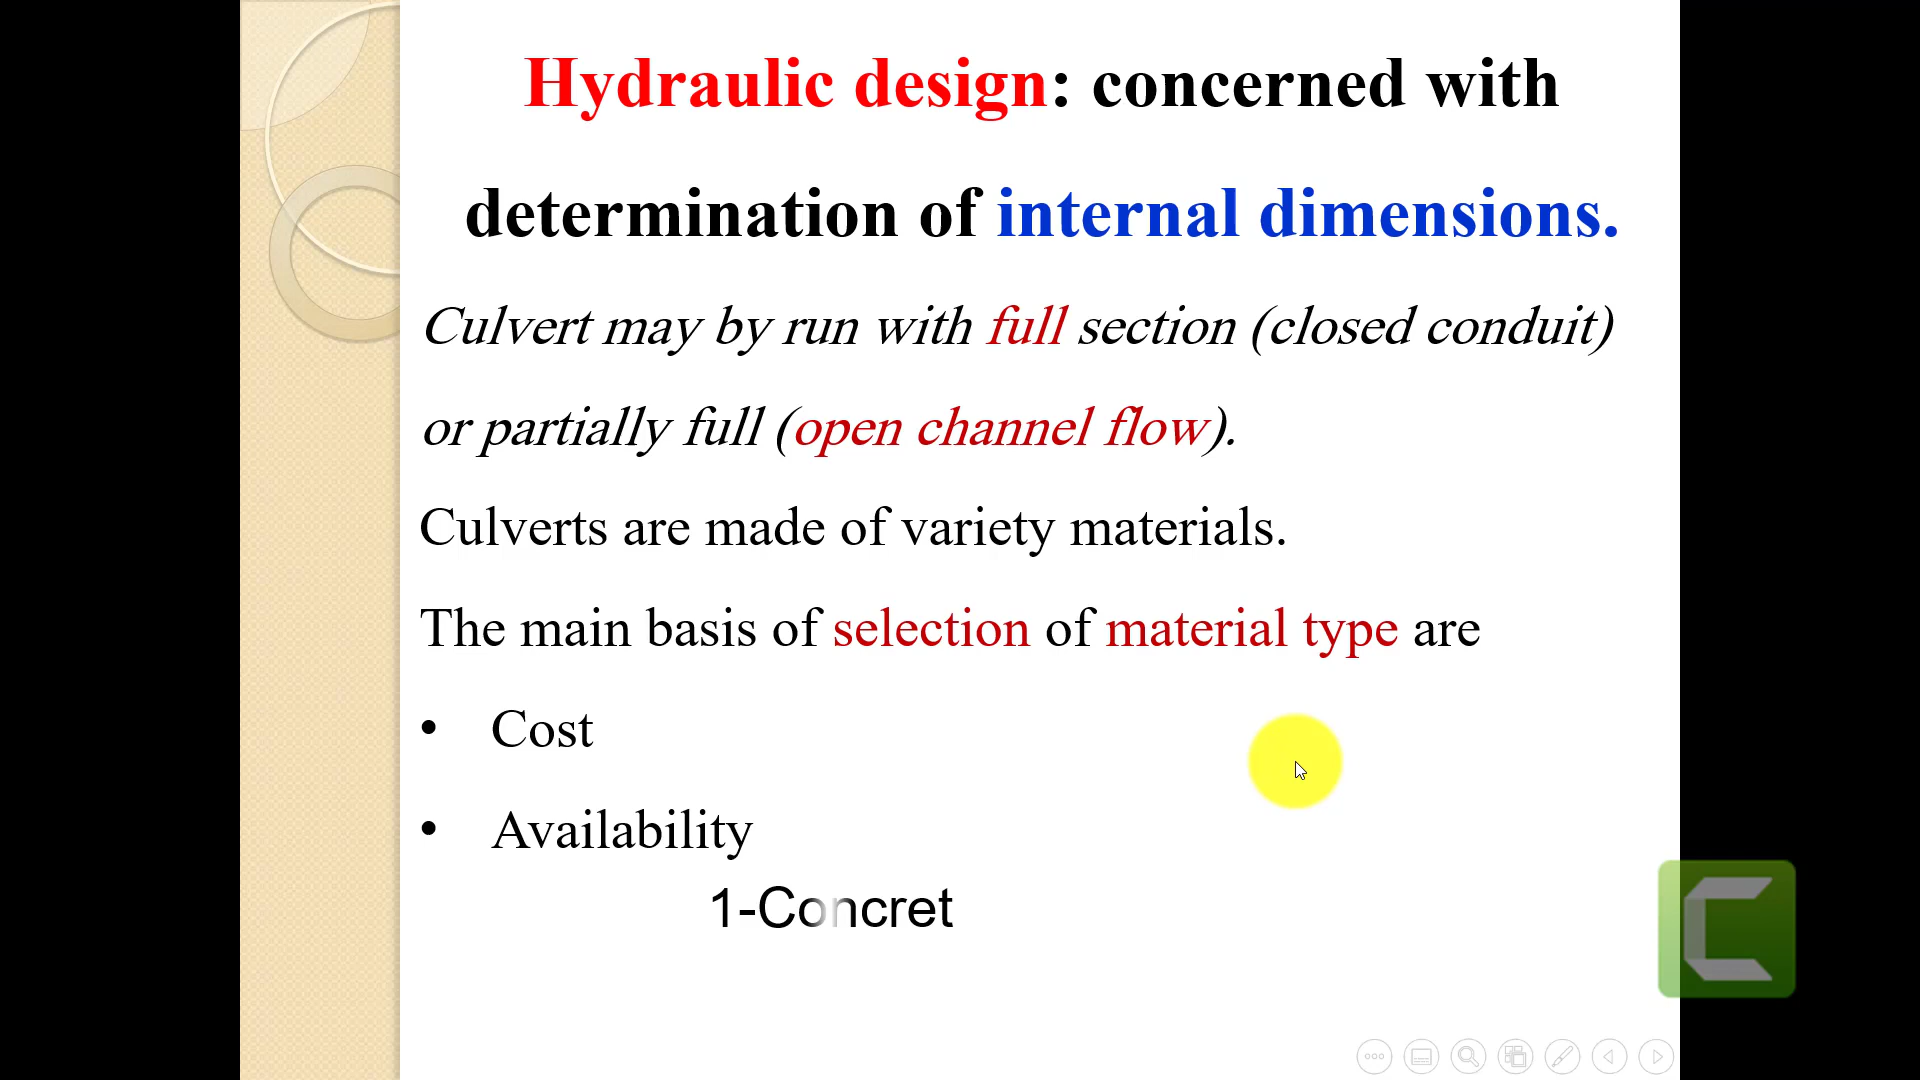 Hydraulic design: concerned with
determination of internal dimensions.
Culvert may by run with full section (closed conduit)
or partially full (open channel flow).
Culverts are made of variety materials.
The main basis of selection of material type are
• Cost
• Availability
1-Concret